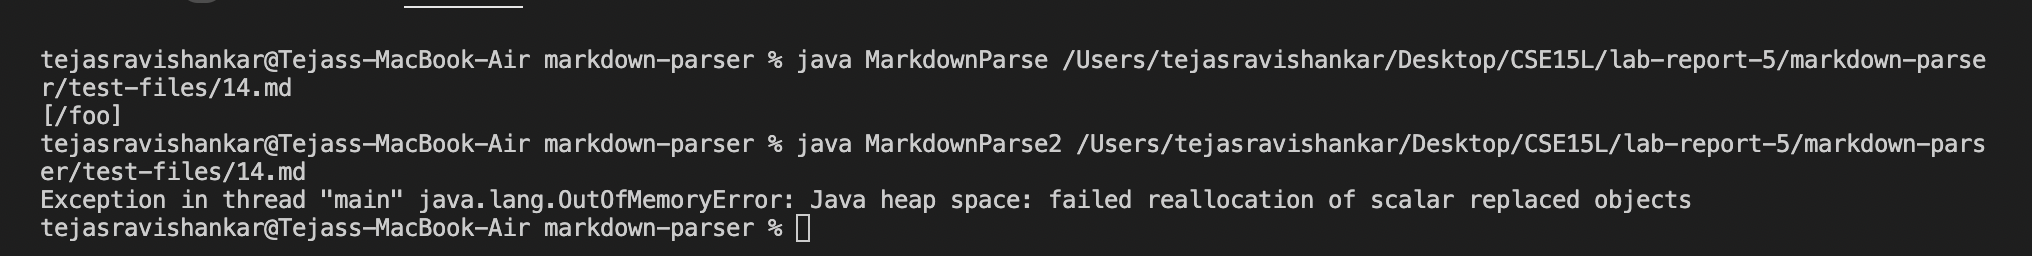 tejasravishankar@Tejass-MacBook-Air markdown-parser % java MarkdownParse /Users/tejasravishankar/Desktop/CSE15L/lab-report-5/markdown-parse
r/test-files/14.md
[/foo]
tejasravishankar@Tejass-MacBook-Air markdown-parser % java MarkdownParse2 /Users/tejasravishankar/Desktop/CSE15L/lab-report-5/markdown-pars
er/test-files/14.md
Exception in thread "main" java.lang.OutOfMemoryError: Java heap space: failed reallocation of scalar replaced objects
tejasravishankar@Tejass-MacBook-Air markdown-parser %